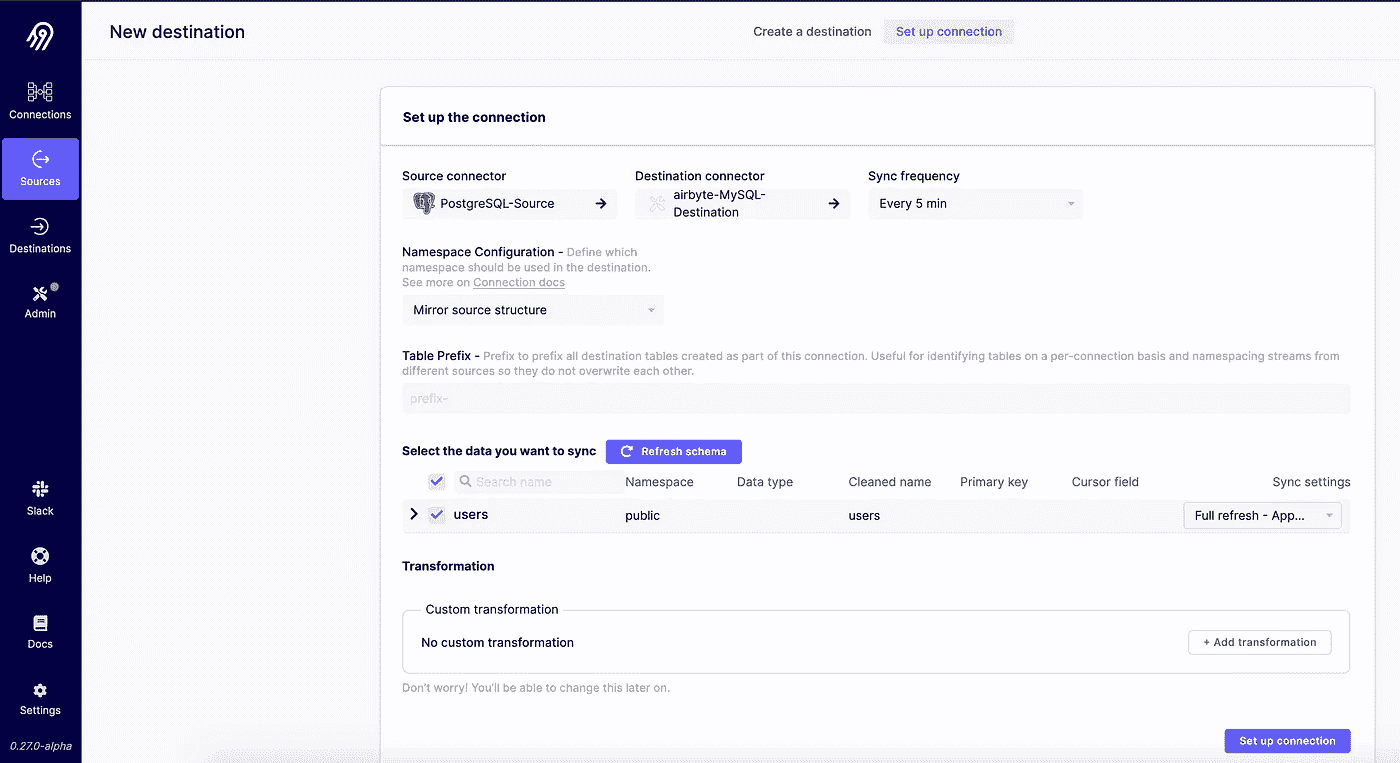 New destination
Create a destination
Set up connection
Connections
Sources
Destinations
Admin
Slack
Help
Docs
Settings
0.27.0-alpha
Set up the connection
Source connector
Destination connector
Sync frequency
PostgreSQL-Source
airbyte-MySQL-
Destination
Every 5 min
Namespace Configuration - Define which
namespace should be used in the destination.
See more on Connection docs
Mirror source structure
Table Prefix - Prefix to prefix all destination tables created as part of this connection. Useful for identifying tables on a per-connection basis and namespacing streams from
different sources so they do not overwrite each other.
prefix-
Select the data you want to sync
Refresh schema
Search name
Namespace
Data type
Cleaned name
Primary key
Cursor field
Sync settings
users
public
users
Full refresh - App...
Transformation
Custom transformation
No custom transformation
+ Add transformation
Don't worry! You'll be able to change this later on.
Set up connection